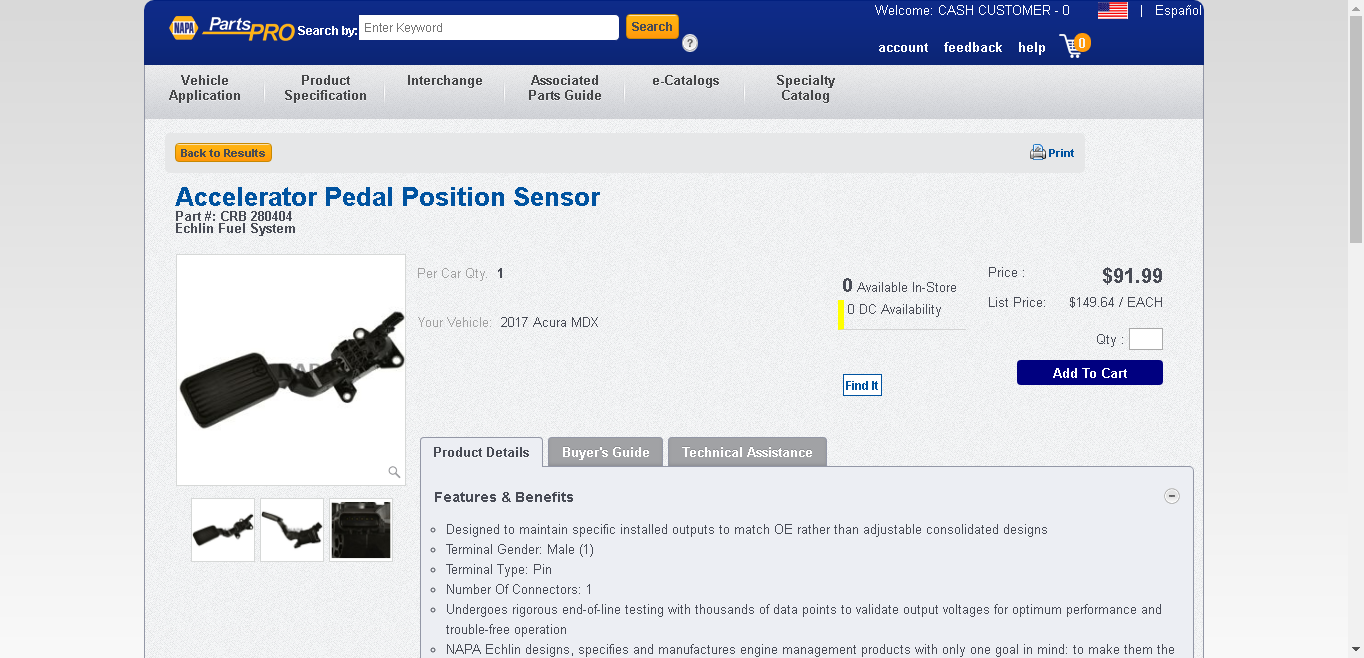 NAPA PartsPRO
Search by:
Enter Keyword
Search
?
Welcome: CASH CUSTOMER - 0
|
Español
account
feedback
help
0
Vehicle
Application
Product
Specification
Interchange
Associated
Parts Guide
e-Catalogs
Specialty
Catalog
Back to Results
Print
Accelerator Pedal Position Sensor
Part #: CRB 280404
Echlin Fuel System
Per Car Qty. 1
Your Vehicle: 2017 Acura MDX
0 Available In-Store
0 DC Availability
Find It
Price : $91.99
List Price: $149.64 / EACH
Qty :
Add To Cart
Product Details
Buyer's Guide
Technical Assistance
Features & Benefits
Designed to maintain specific installed outputs to match OE rather than adjustable consolidated designs
Terminal Gender: Male (1)
Terminal Type: Pin
Number Of Connectors: 1
Undergoes rigorous end-of-line testing with thousands of data points to validate output voltages for optimum performance and
trouble-free operation
NAPA Echlin designs, specifies and manufactures engine management products with only one goal in mind: to make them the